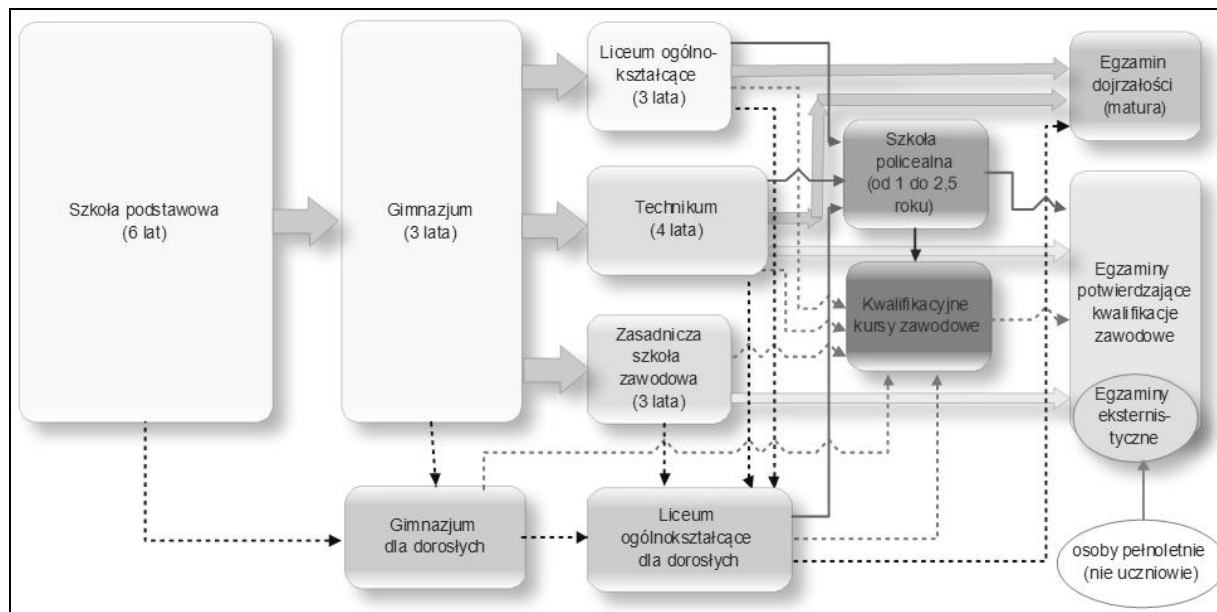 Szkoła podstawowa
(6 lat)
Gimnazjum
(3 lata)
Liceum ogólno-
kształcące
(3 lata)
Technikum
(4 lata)
Zasadnicza
szkoła
zawodowa
(3 lata)
Gimnazjum
dla dorosłych
Liceum
ogólnokształcące
dla dorosłych
Szkoła
policealna
(od 1 do 2,5
roku)
Kwalifikacyjne
kursy zawodowe
Egzamin
dojrzałości
(matura)
Egzaminy
potwierdzające
kwalifikacje
zawodowe
Egzaminy
eksternis-
tyczne
osoby pełnoletnie
(nie uczniowie)